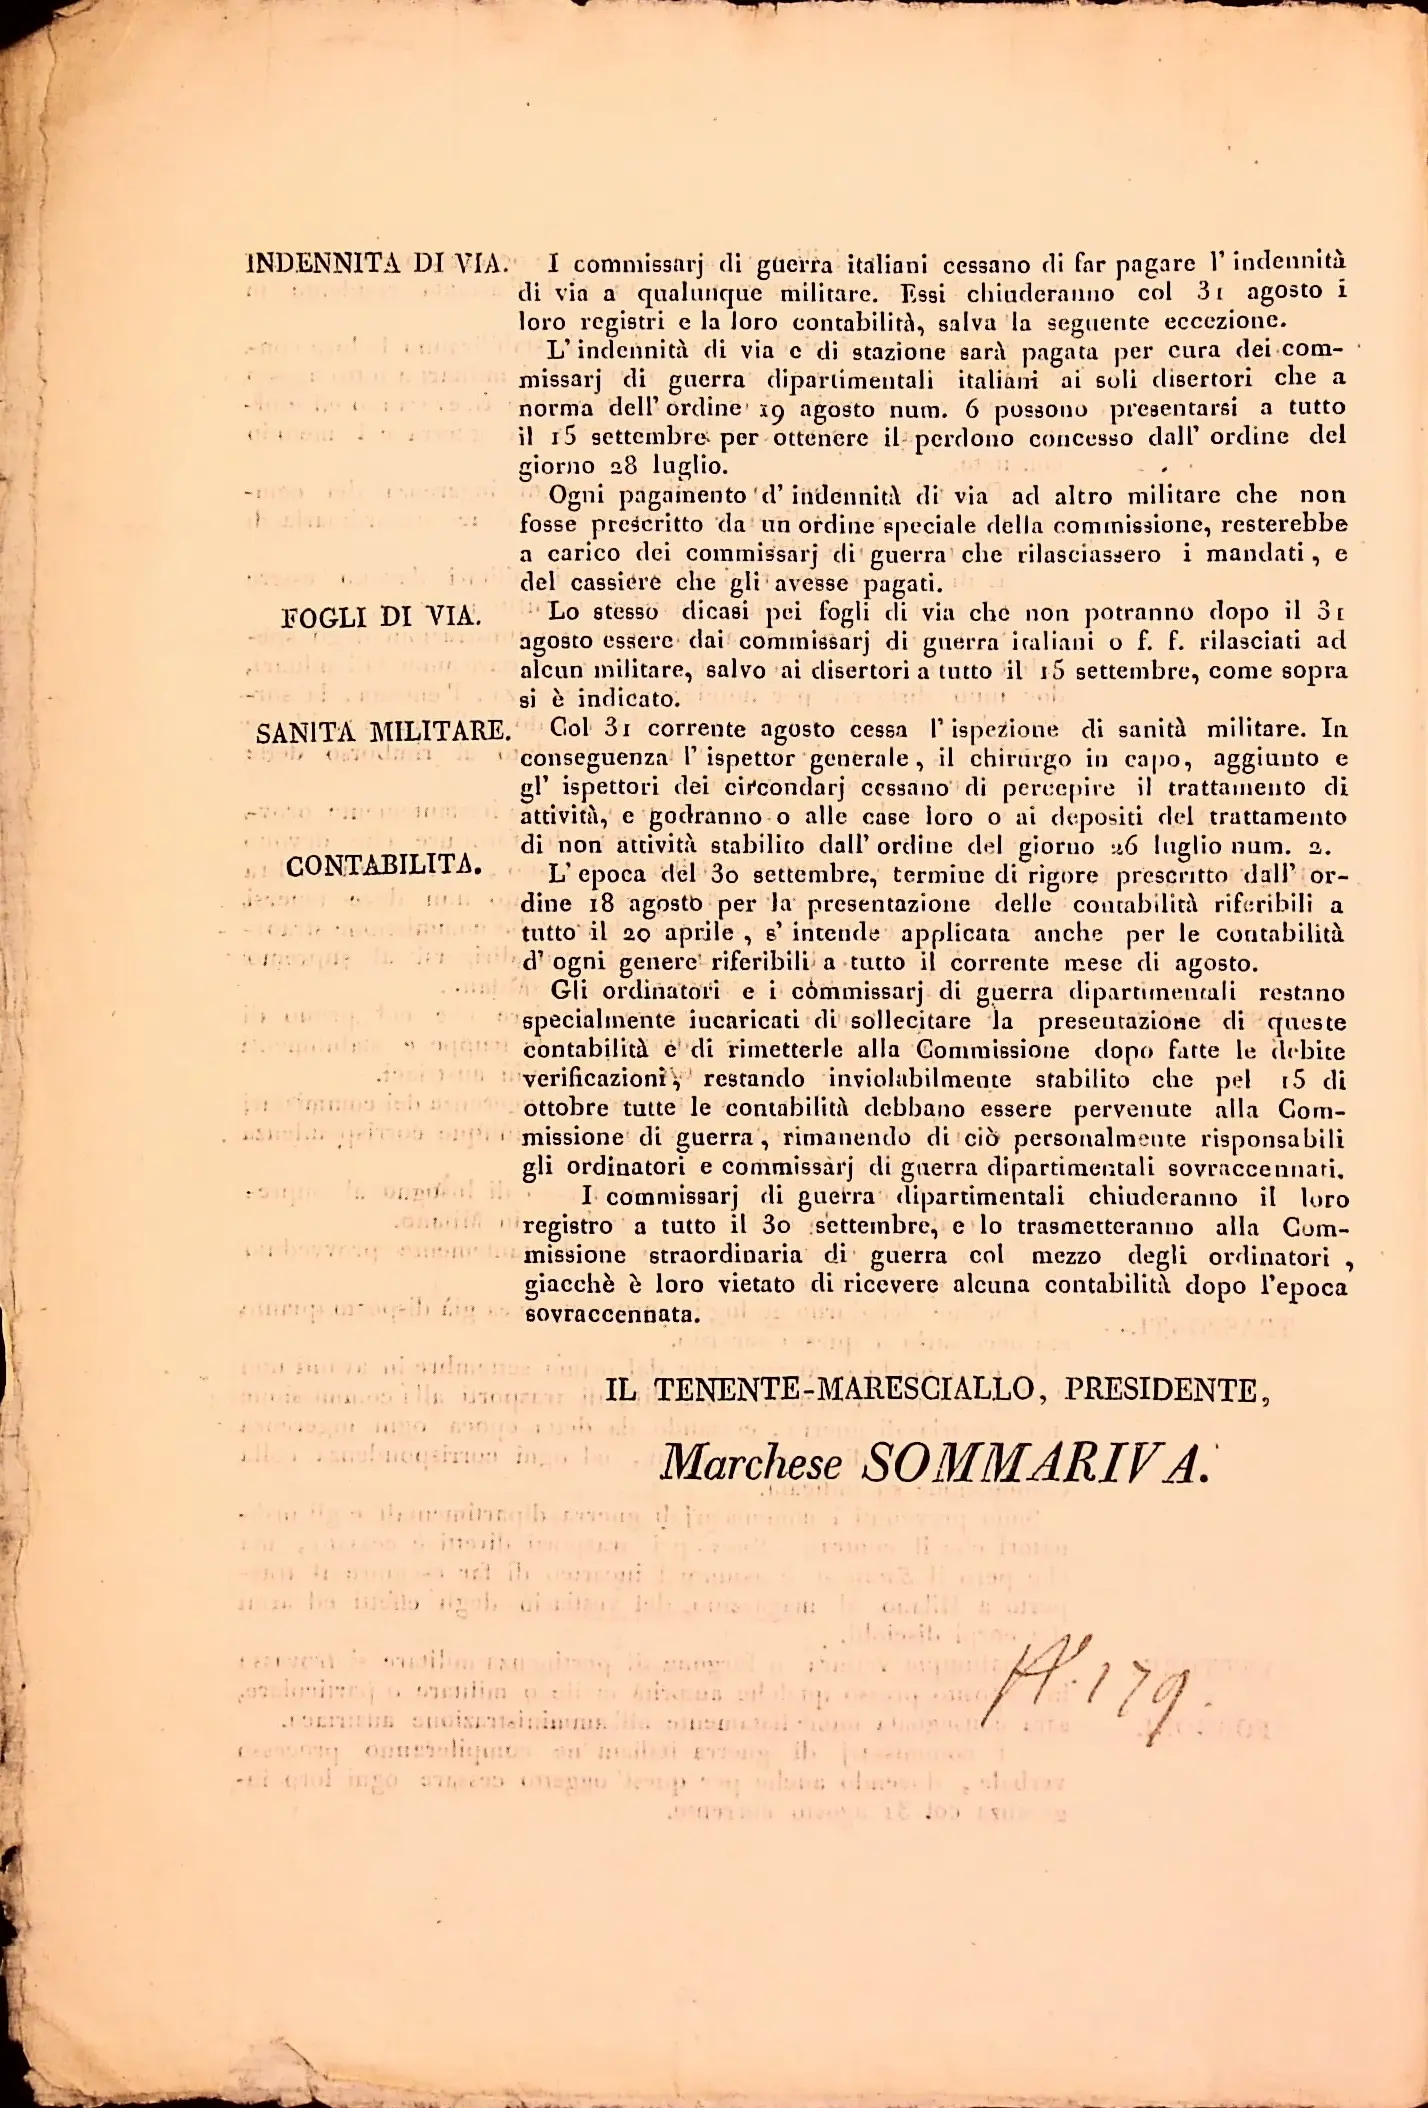 INDENNITA DI VIA. I commissarj di guerra italiani cessano di far pagare l' indennità
di via a qualunque militare. Essi chiuderanno col 31 agosto i
loro registri e la loro contabilità, salva la seguente eccezione.
L' indennità di via e di stazione sarà pagata per cura dei com-
missarj di guerra dipartimentali italiani ai soli disertori che a
norma dell' ordine 19 agosto num. 6 possono presentarsi a tutto
il 15 settembre per ottenere il perdono concesso dall' ordine del
giorno 28 luglio.
Ogni pagamento d' indennità di via ad altro militare che non
fosse prescritto da un ordine speciale della commissione, resterebbe
a carico dei commissarj di guerra che rilasciassero i mandati, e
del cassiere che gli avesse pagati.
FOGLI DI VIA. Lo stesso dicasi pei fogli di via che non potranno dopo il 31
agosto essere dai commissarj di guerra italiani o f. f. rilasciati ad
alcun militare, salvo ai disertori a tutto il 15 settembre, come sopra
si è indicato.
SANITA MILITARE. Col 31 corrente agosto cessa l' ispezione di sanità militare. In
conseguenza l' ispettor generale, il chirurgo in capo, aggiunto e
gl' ispettori dei circondarj cessano di percepire il trattamento di
attività, e godranno o alle case loro o ai depositi del trattamento
di non attività stabilito dall' ordine del giorno 26 luglio num. 2.
CONTABILITA. L' epoca del 30 settembre, termine di rigore prescritto dall' or-
dine 18 agosto per la presentazione delle contabilità riferibili a
tutto il 20 aprile, s' intende applicata anche per le contabilità
d' ogni genere riferibili a tutto il corrente mese di agosto.
Gli ordinatori e i commissarj di guerra dipartimentali restano
specialmente incaricati di sollecitare la presentazione di queste
contabilità e di rimetterle alla Commissione dopo fatte le debite
verificazioni, restando inviolabilmente stabilito che pel 15 di
ottobre tutte le contabilità debbano essere pervenute alla Com-
missione di guerra, rimanendo di ciò personalmente risponsabili
gli ordinatori e commissarj di guerra dipartimentali sovraccennati.
I commissarj di guerra dipartimentali chiuderanno il loro
registro a tutto il 30 settembre, e lo trasmetteranno alla Com-
missione straordinaria di guerra col mezzo degli ordinatori,
giacchè è loro vietato di ricevere alcuna contabilità dopo l'epoca
sovraccennata.
IL TENENTE-MARESCIALLO, PRESIDENTE,
Marchese SOMMARIVA.
N. 179.